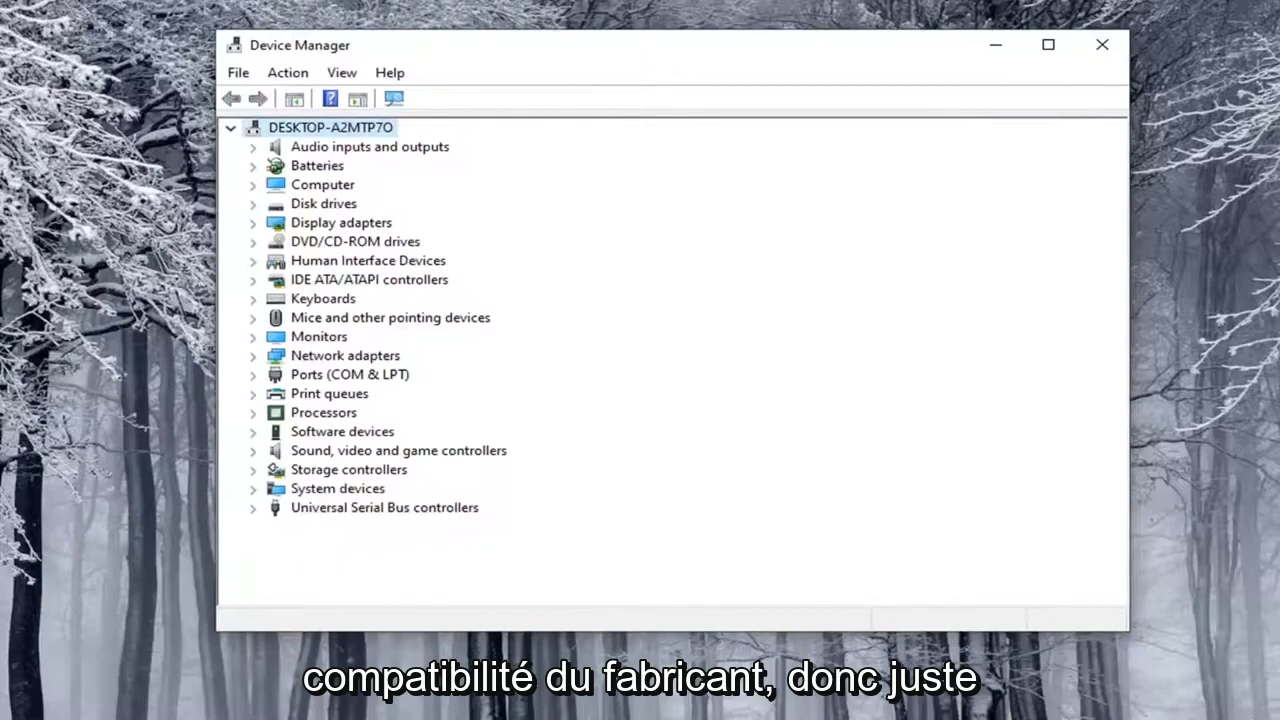 Device Manager
File Action View Help
DESKTOP-A2MTP7O
Audio inputs and outputs
Batteries
Computer
Disk drives
Display adapters
DVD/CD-ROM drives
Human Interface Devices
IDE ATA/ATAPI controllers
Keyboards
Mice and other pointing devices
Monitors
Network adapters
Ports (COM & LPT)
Print queues
Processors
Software devices
Sound, video and game controllers
Storage controllers
System devices
Universal Serial Bus controllers
compatibilité du fabricant, donc juste